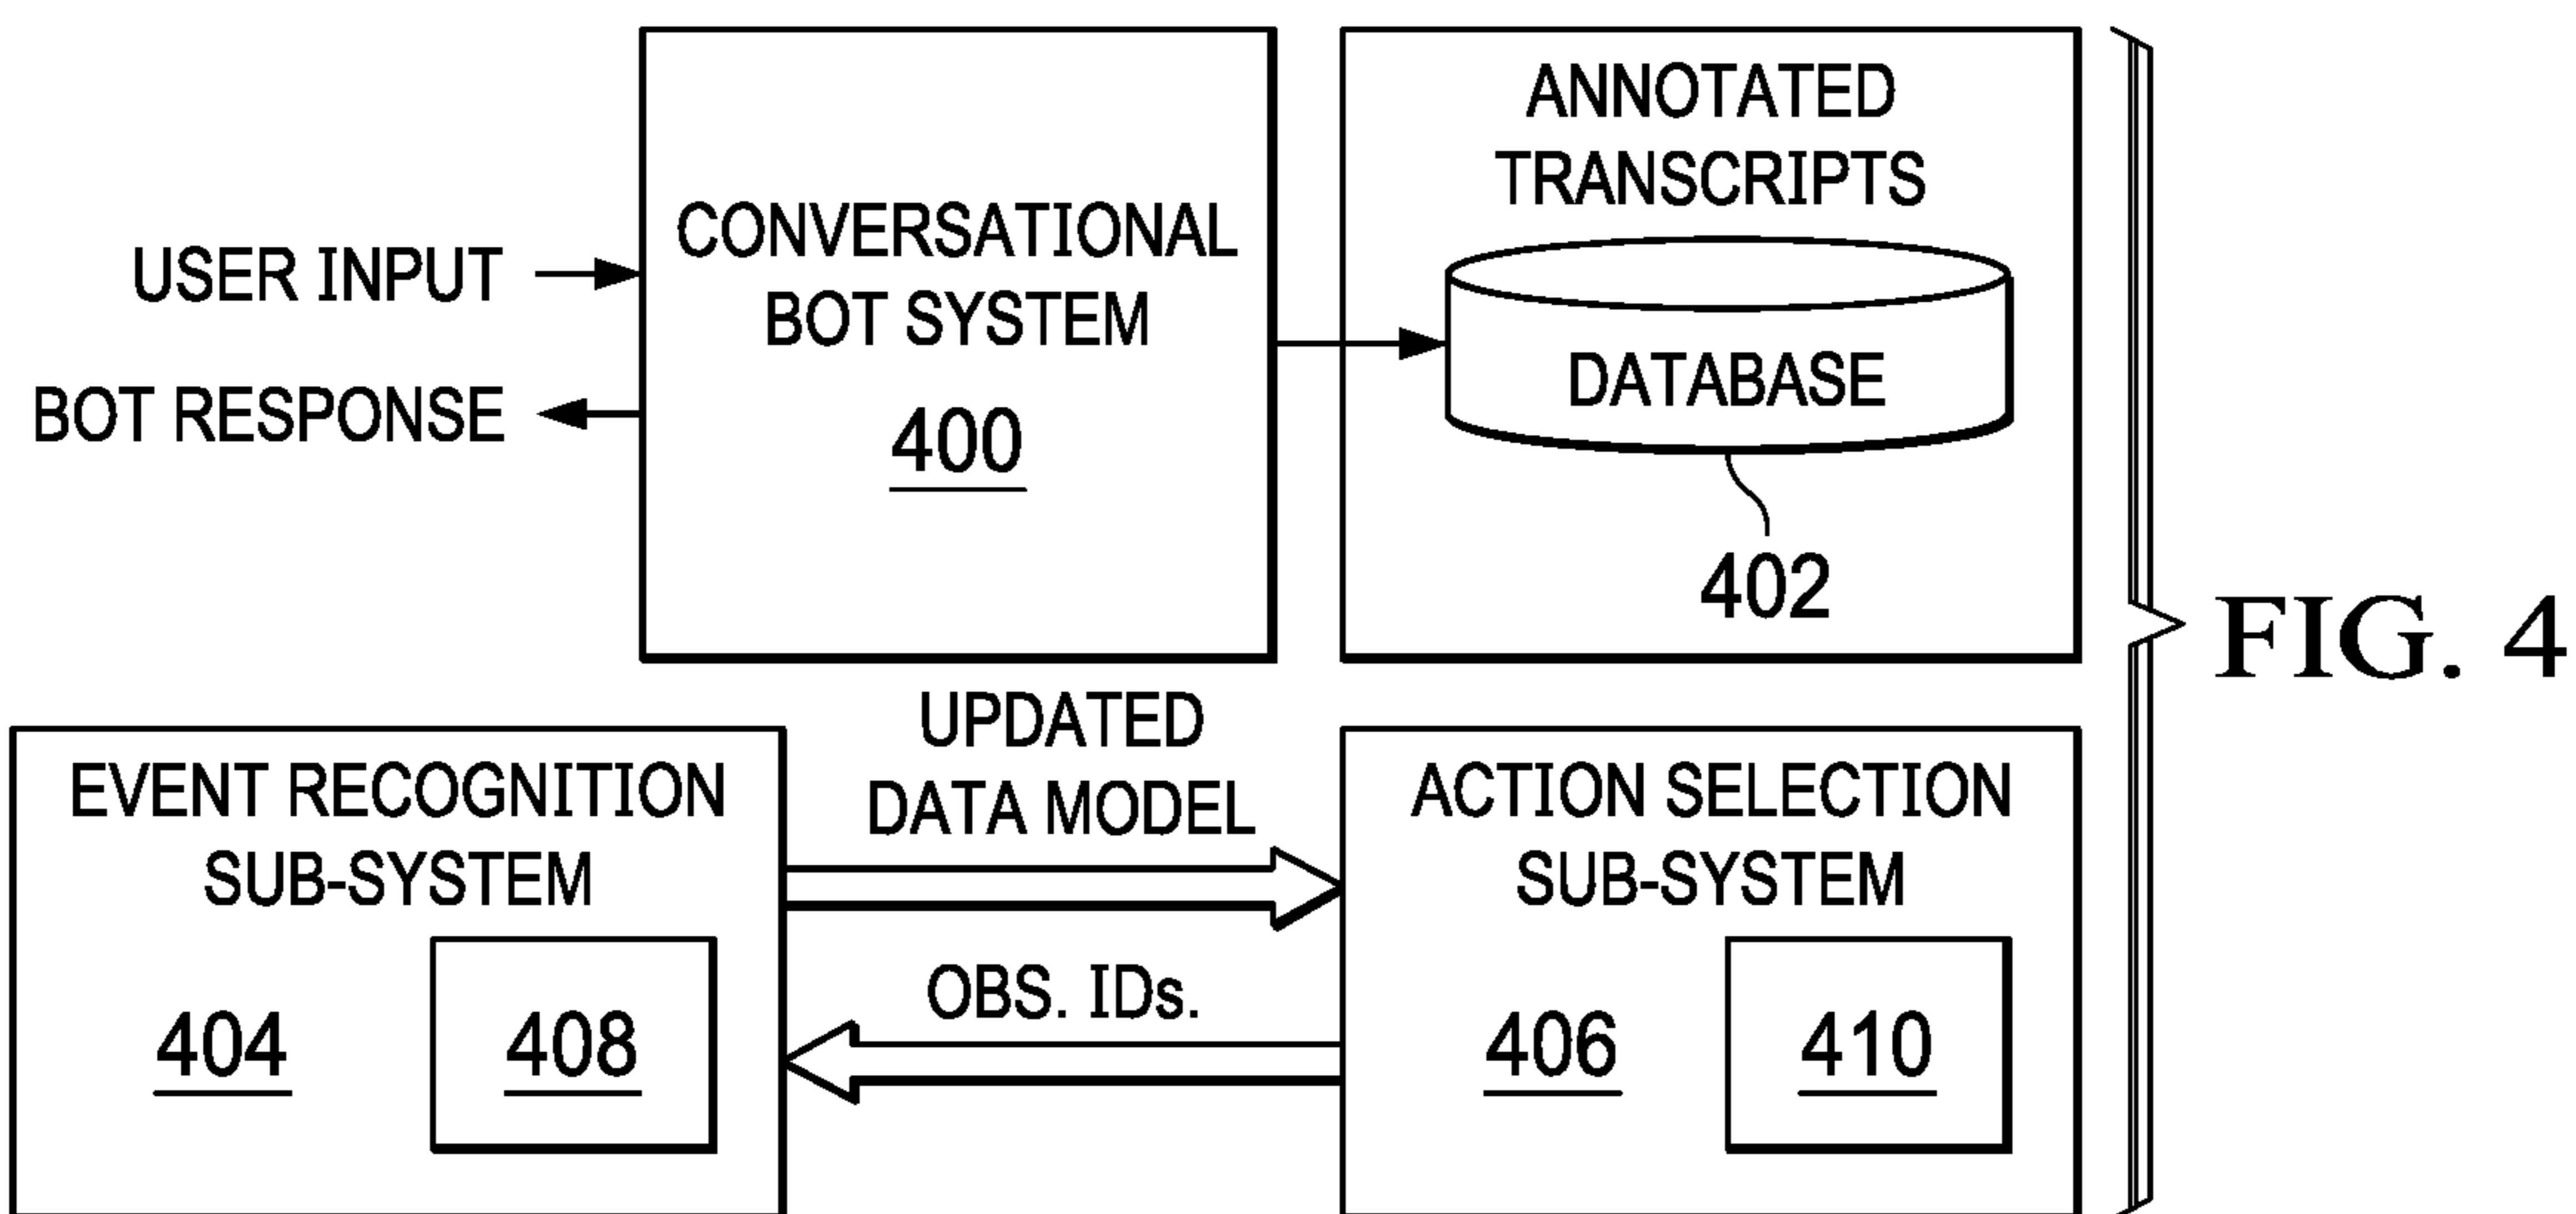 USER INPUT
BOT RESPONSE
CONVERSATIONAL
BOT SYSTEM
400
ANNOTATED
TRANSCRIPTS
DATABASE
402
FIG. 4
EVENT RECOGNITION
SUB-SYSTEM
404
408
UPDATED
DATA MODEL
OBS. IDs.
ACTION SELECTION
SUB-SYSTEM
406
410